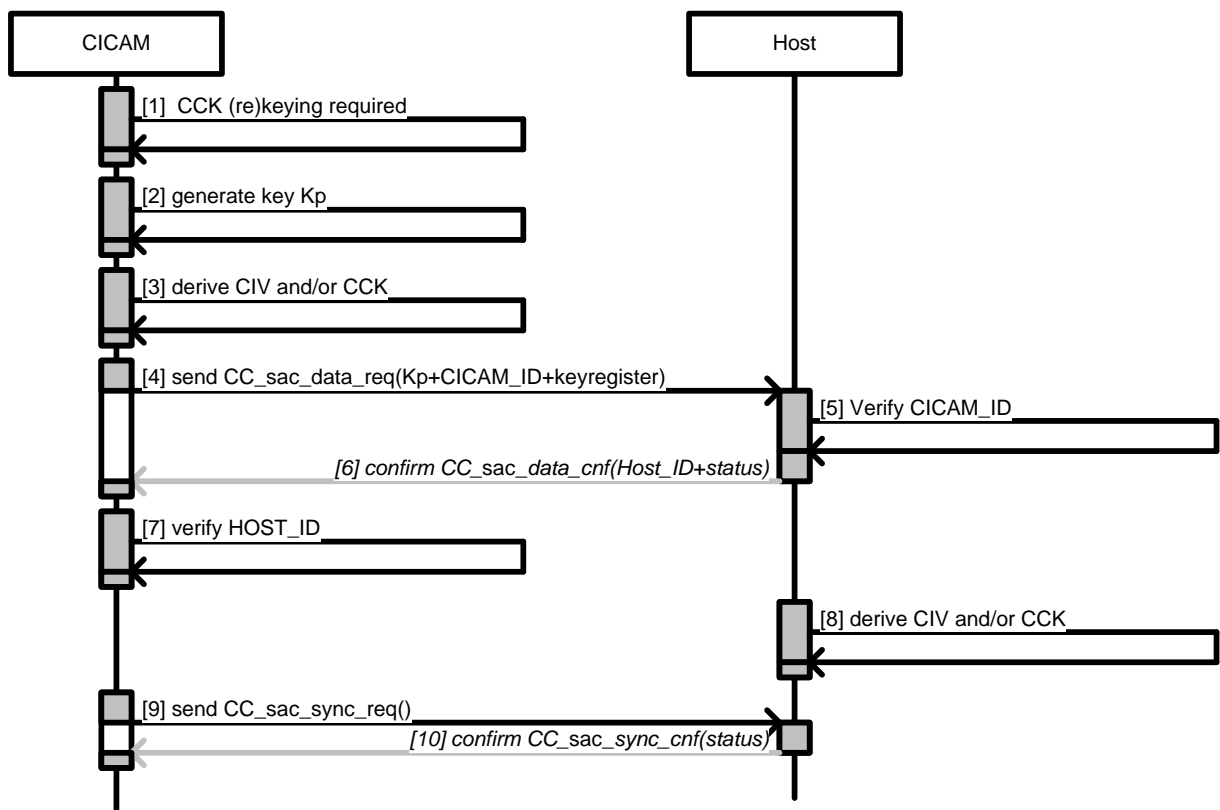 CICAM
Host
[1]  CCK (re)keying required
[2] generate key Kp
[3] derive CIV and/or CCK
[4] send CC_sac_data_req(Kp+CICAM_ID+keyregister)
[5] Verify CICAM_ID
[6] confirm CC_sac_data_cnf(Host_ID+status)
[7] verify HOST_ID
[8] derive CIV and/or CCK
[9] send CC_sac_sync_req()
[10] confirm CC_sac_sync_cnf(status)